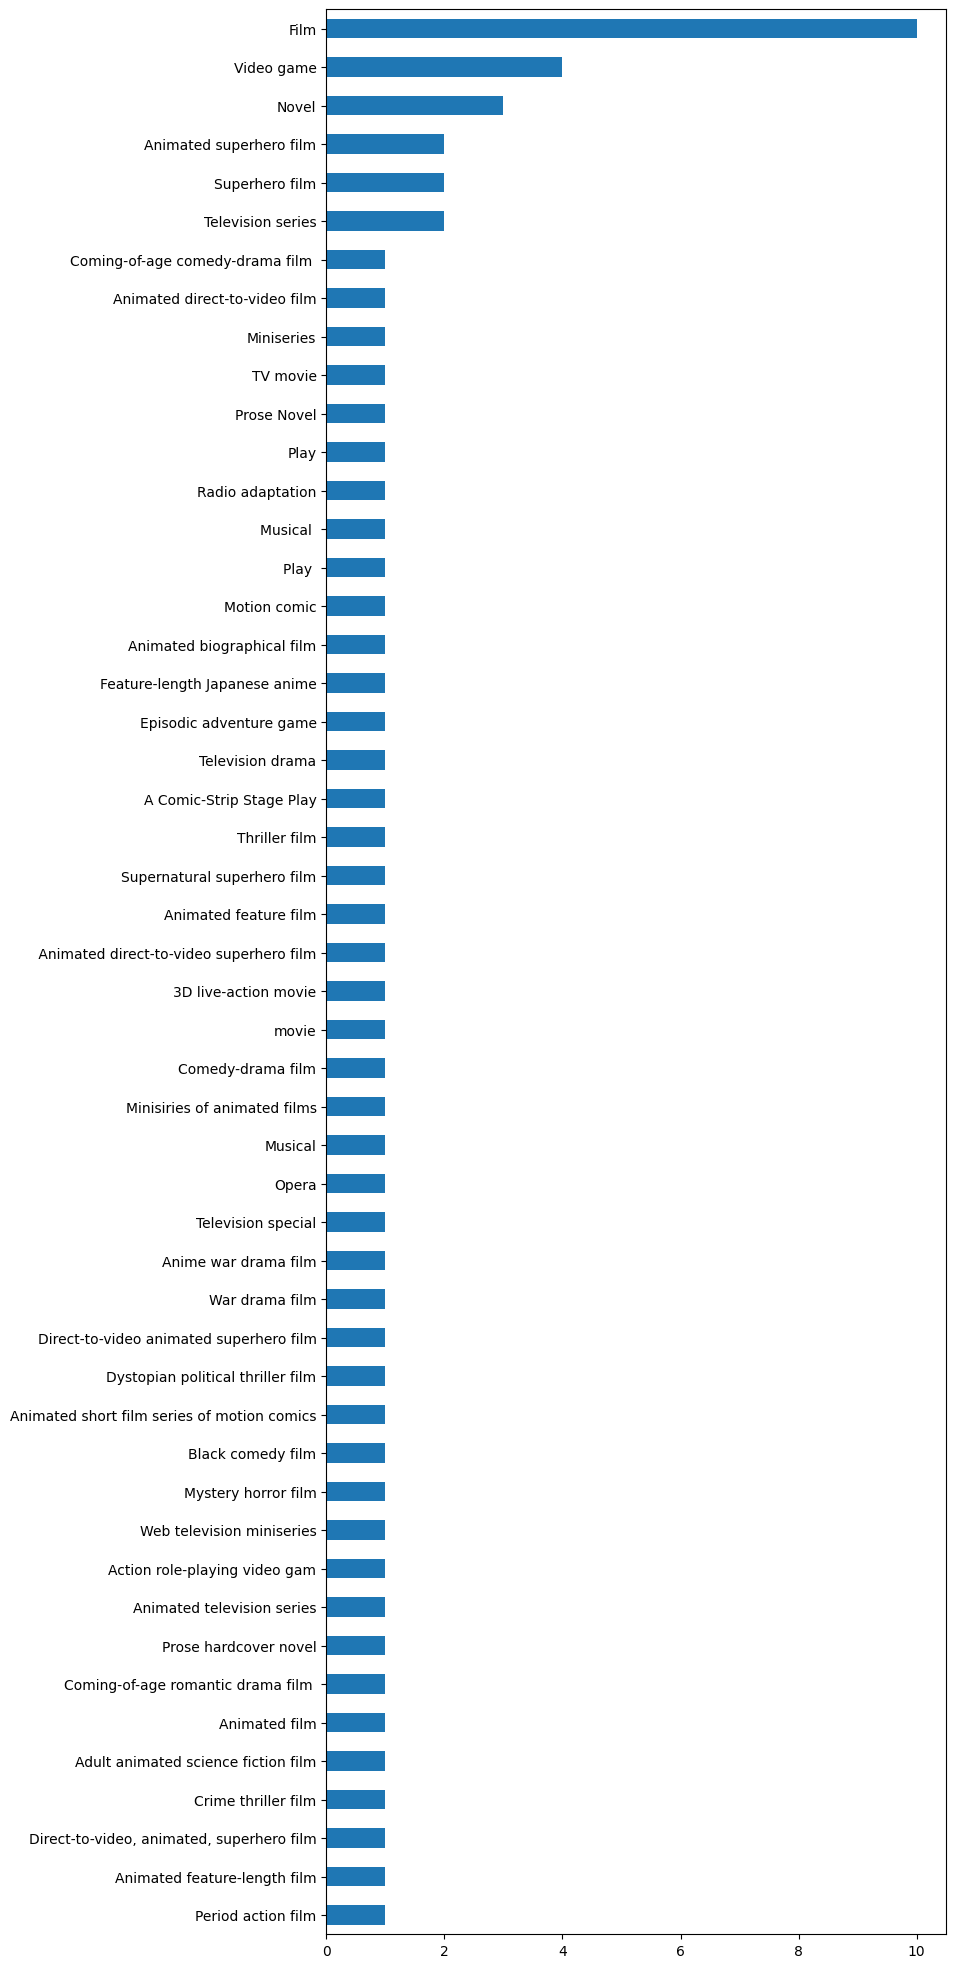 Film
Video game
Novel
Animated superhero film
Superhero film
Television series
Coming-of-age comedy-drama film
Animated direct-to-video film
Miniseries
TV movie
Prose Novel
Play
Radio adaptation
Musical
Play
Motion comic
Animated biographical film
Feature-length Japanese anime
Episodic adventure game
Television drama
A Comic-Strip Stage Play
Thriller film
Supernatural superhero film
Animated feature film
Animated direct-to-video superhero film
3D live-action movie
movie
Comedy-drama film
Minisiries of animated films
Musical
Opera
Television special
Anime war drama film
War drama film
Direct-to-video animated superhero film
Dystopian political thriller film
Animated short film series of motion comics
Black comedy film
Mystery horror film
Web television miniseries
Action role-playing video gam
Animated television series
Prose hardcover novel
Coming-of-age romantic drama film
Animated film
Adult animated science fiction film
Crime thriller film
Direct-to-video, animated, superhero film
Animated feature-length film
Period action film
0 2 4 6 8 10